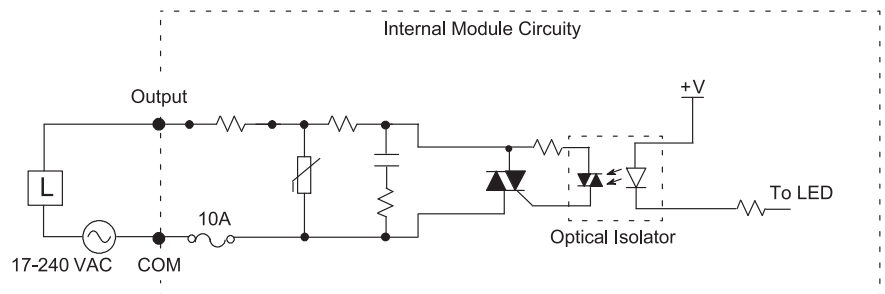 Internal Module Circuity
+V
Output
L
10A
To LED
Optical Isolator
17-240 VAC
COM